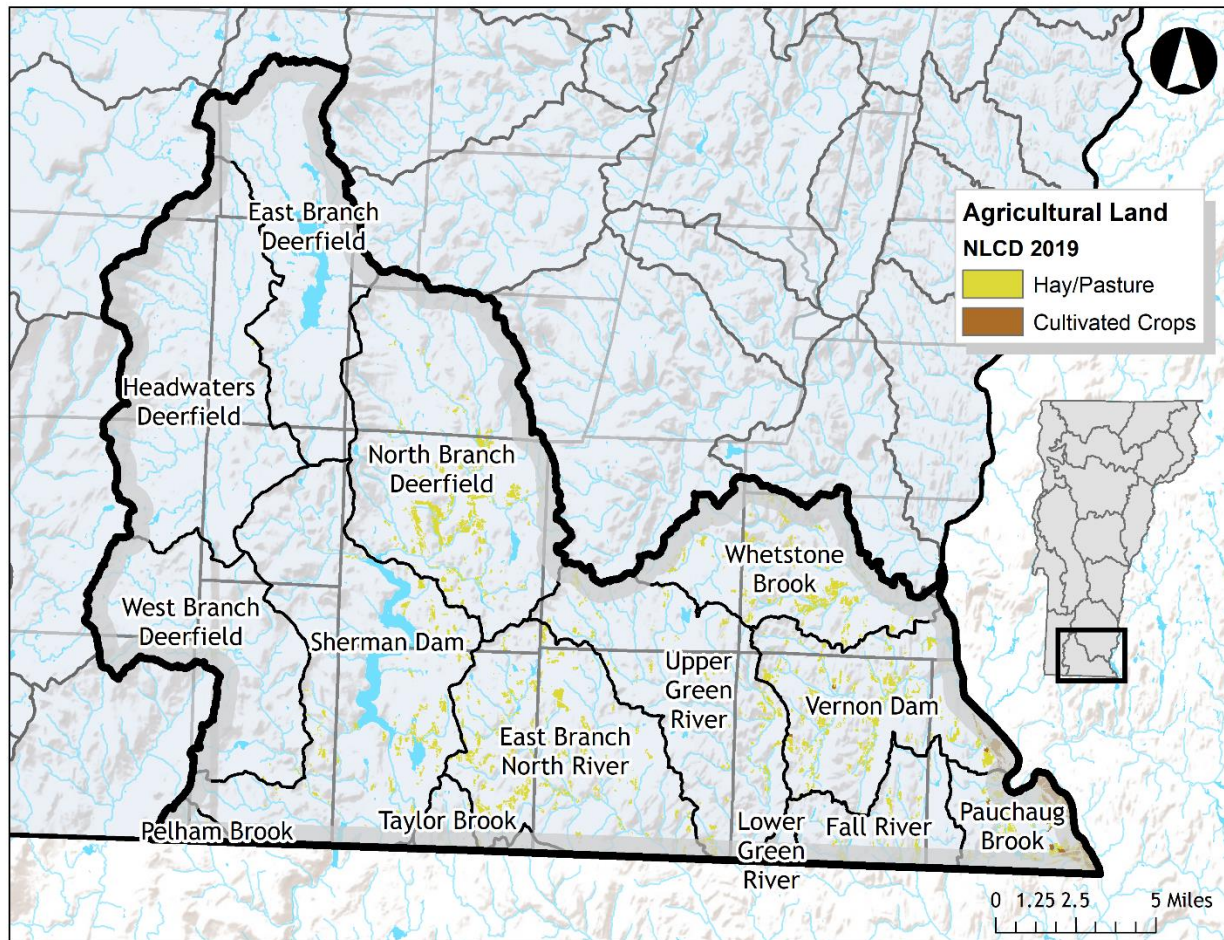 East Branch
Deerfield
Agricultural Land
NLCD 2019
Hay/Pasture
Cultivated Crops
Headwaters
Deerfield
North Branch
Deerfield
Whetstone
Brook
West Branch
Deerfield
Sherman Dam
Upper
Green
River
Vernon Dam
East Branch
North River
Pelham Brook
Taylor Brook
Lower
Green
River
Fall River
Pauchaug
Brook
0 1.25 2.5 5 Miles